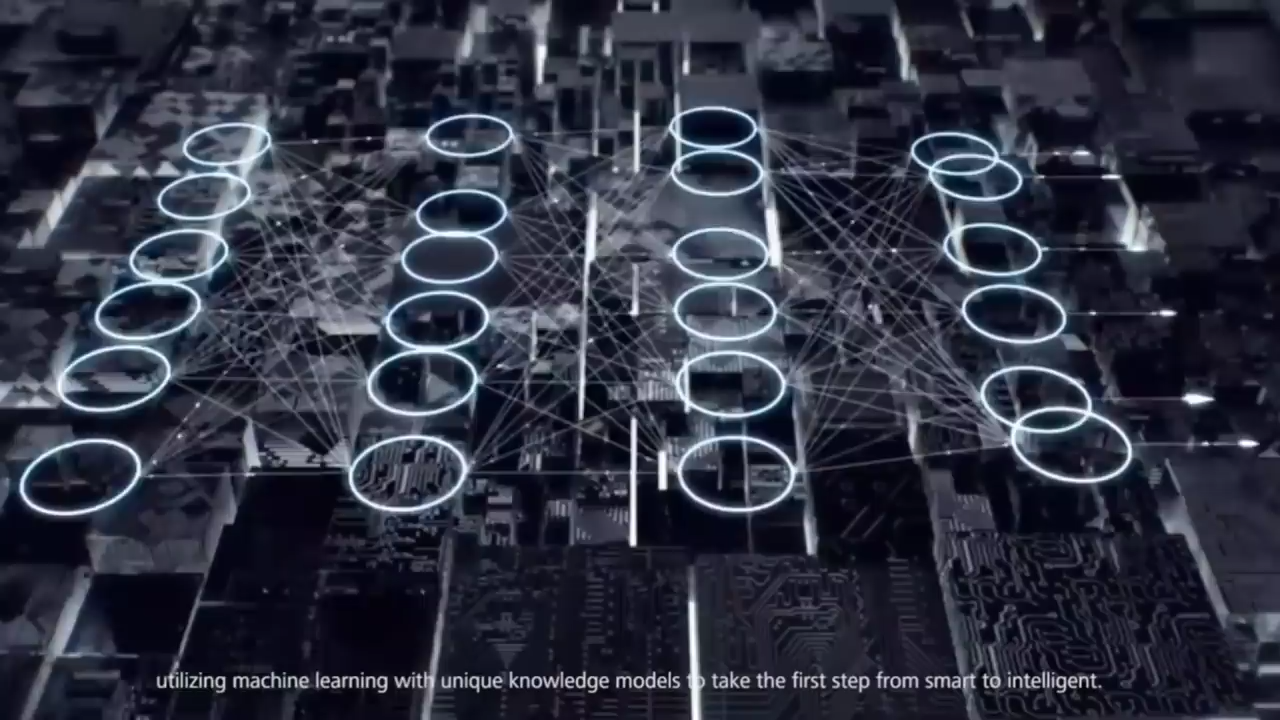 utilizing machine learning with unique knowledge models to take the first step from smart to intelligent.